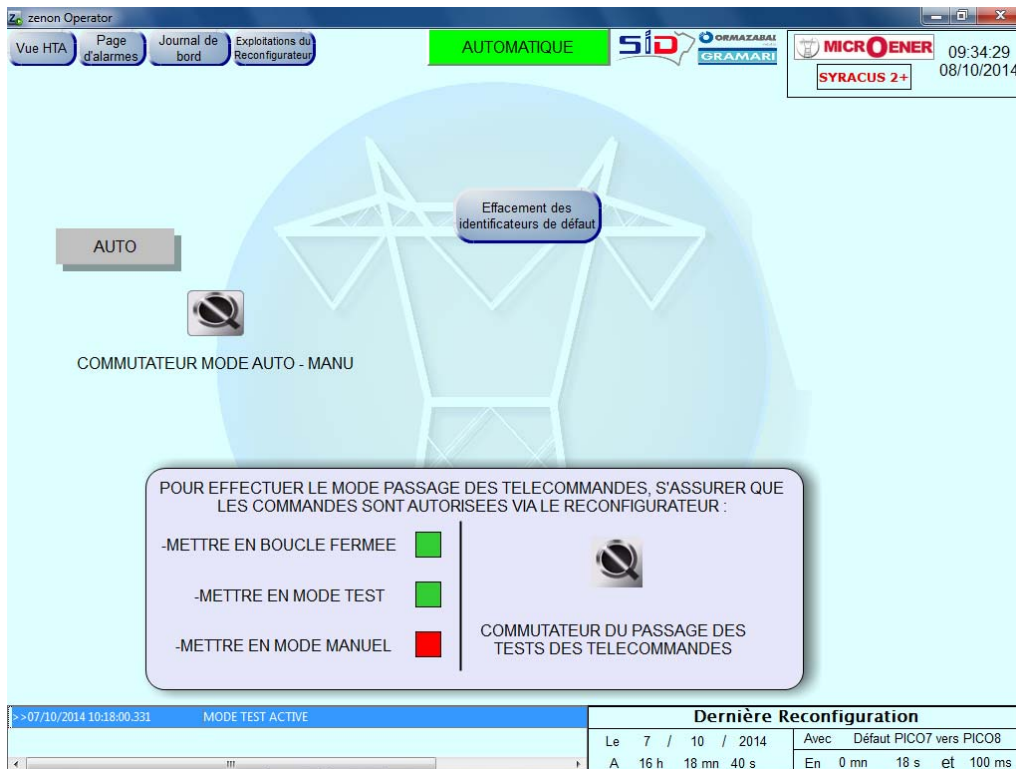 zenon Operator
Vue HTA
Page d'alarmes
Journal de bord
Exploitations du Reconfigurateur
AUTOMATIQUE
SID
ORMAZABAL
GRAMARI
MICROENER
SYRACUS 2+
09:34:29
08/10/2014
Effacement des
identificateurs de défaut
AUTO
COMMUTATEUR MODE AUTO - MANU
POUR EFFECTUER LE MODE PASSAGE DES TELECOMMANDES, S'ASSURER QUE
LES COMMANDES SONT AUTORISEES VIA LE RECONFIGURATEUR :
-METTRE EN BOUCLE FERMEE
-METTRE EN MODE TEST
-METTRE EN MODE MANUEL
COMMUTATEUR DU PASSAGE DES
TESTS DES TELECOMMANDES
>>07/10/2014 10:18:00.331 MODE TEST ACTIVE
Dernière Reconfiguration
Le 7 / 10 / 2014 Avec Défaut PICO7 vers PICO8
A 16 h 18 mn 40 s En 0 mn 18 s et 100 ms